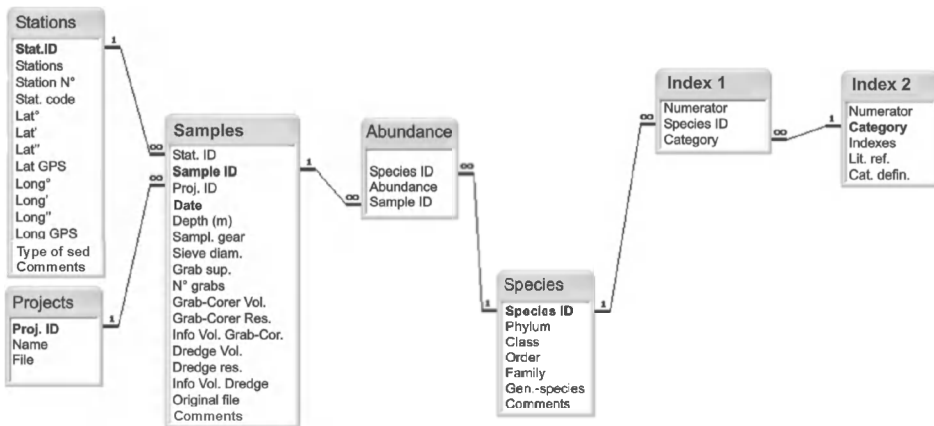 Stations
Stat.ID
Stations
Station N°
Stat. code
Lat°
Lat'
Lat"
Lat GPS
Long°
Long'
Long"
Long GPS
Type of sed
Comments
Projects
Proj. ID
Name
File
Samples
Stat. ID
Sample ID
Proj. ID
Date
Depth (m)
Sampl. gear
Sieve diam.
Grab sup.
N° grabs
Grab-Corer Vol.
Grab-Corer Res.
Info Vol. Grab-Cor.
Dredge Vol.
Dredge res.
Info Vol. Dredge
Original file
Comments
Abundance
Species ID
Abundance
Sample ID
Species
Species ID
Phylum
Class
Order
Family
Gen.-species
Comments
Index 1
Numerator
Species ID
Category
Index 2
Numerator
Category
Indexes
Lit. ref.
Cat. defin.
1
∞
1
∞
1
∞
∞
1
1
∞
∞
1